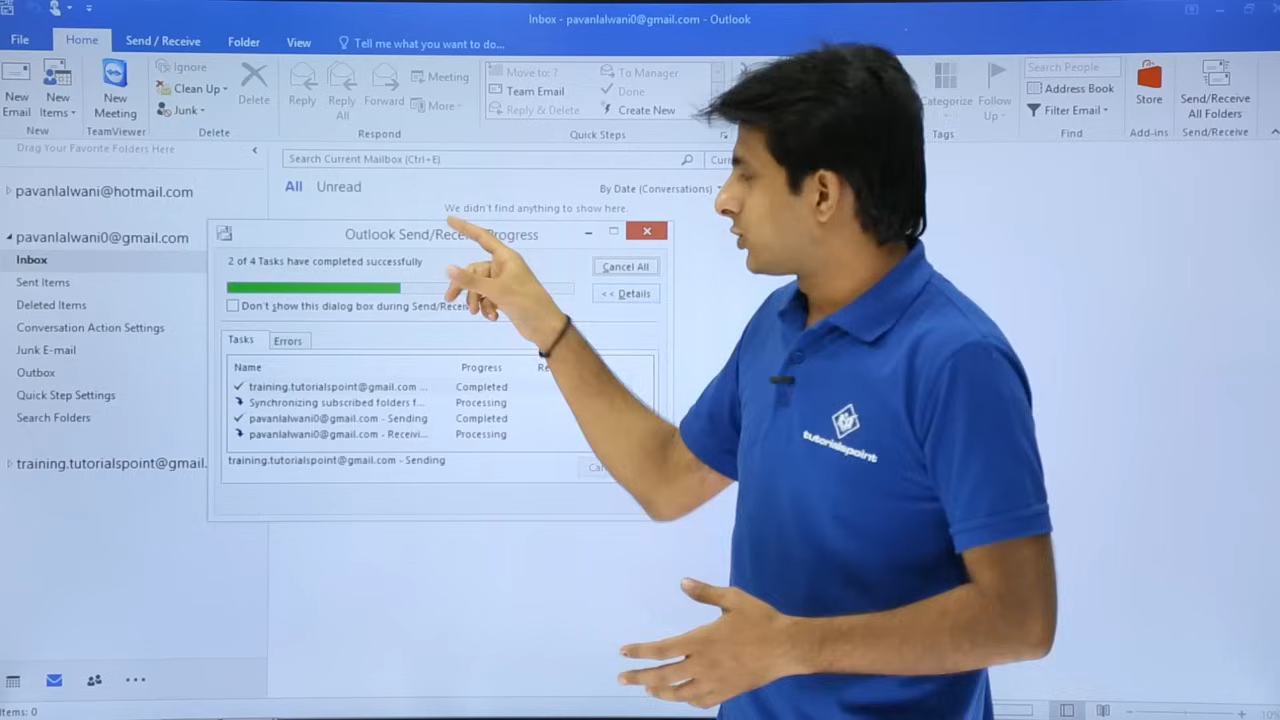 Inbox - pavanlalwani0@gmail.com - Outlook
File Home Send / Receive Folder View Tell me what you want to do...
New Email
New Items
New
New Meeting
TeamViewer
Ignore
Clean Up
Junk
Delete
Delete
Reply
Reply All
Forward
Meeting
More
Respond
Move to: ?
Team Email
Reply & Delete
To Manager
Done
Create New
Quick Steps
Categorize
Follow Up
Tags
Search People
Address Book
Filter Email
Find
Store
Add-ins
Send/Receive All Folders
Send/Receive
Drag Your Favorite Folders Here
pavanlalwani@hotmail.com
pavanlalwani0@gmail.com
Inbox
Sent Items
Deleted Items
Conversation Action Settings
Junk E-mail
Outbox
Quick Step Settings
Search Folders
training.tutorialspoint@gmail.
Search Current Mailbox (Ctrl+E)
All Unread By Date (Conversations)
We didn't find anything to show here.
Outlook Send/Receive Progress
2 of 4 Tasks have completed successfully
Cancel All
<< Details
Don't show this dialog box during Send/Recei
Tasks Errors
Name Progress Re
training.tutorialspoint@gmail.com ... Completed
Synchronizing subscribed folders f... Processing
pavanlalwani0@gmail.com - Sending Completed
pavanlalwani0@gmail.com - Receivi... Processing
training.tutorialspoint@gmail.com - Sending
tutorialspoint
Items: 0
10%